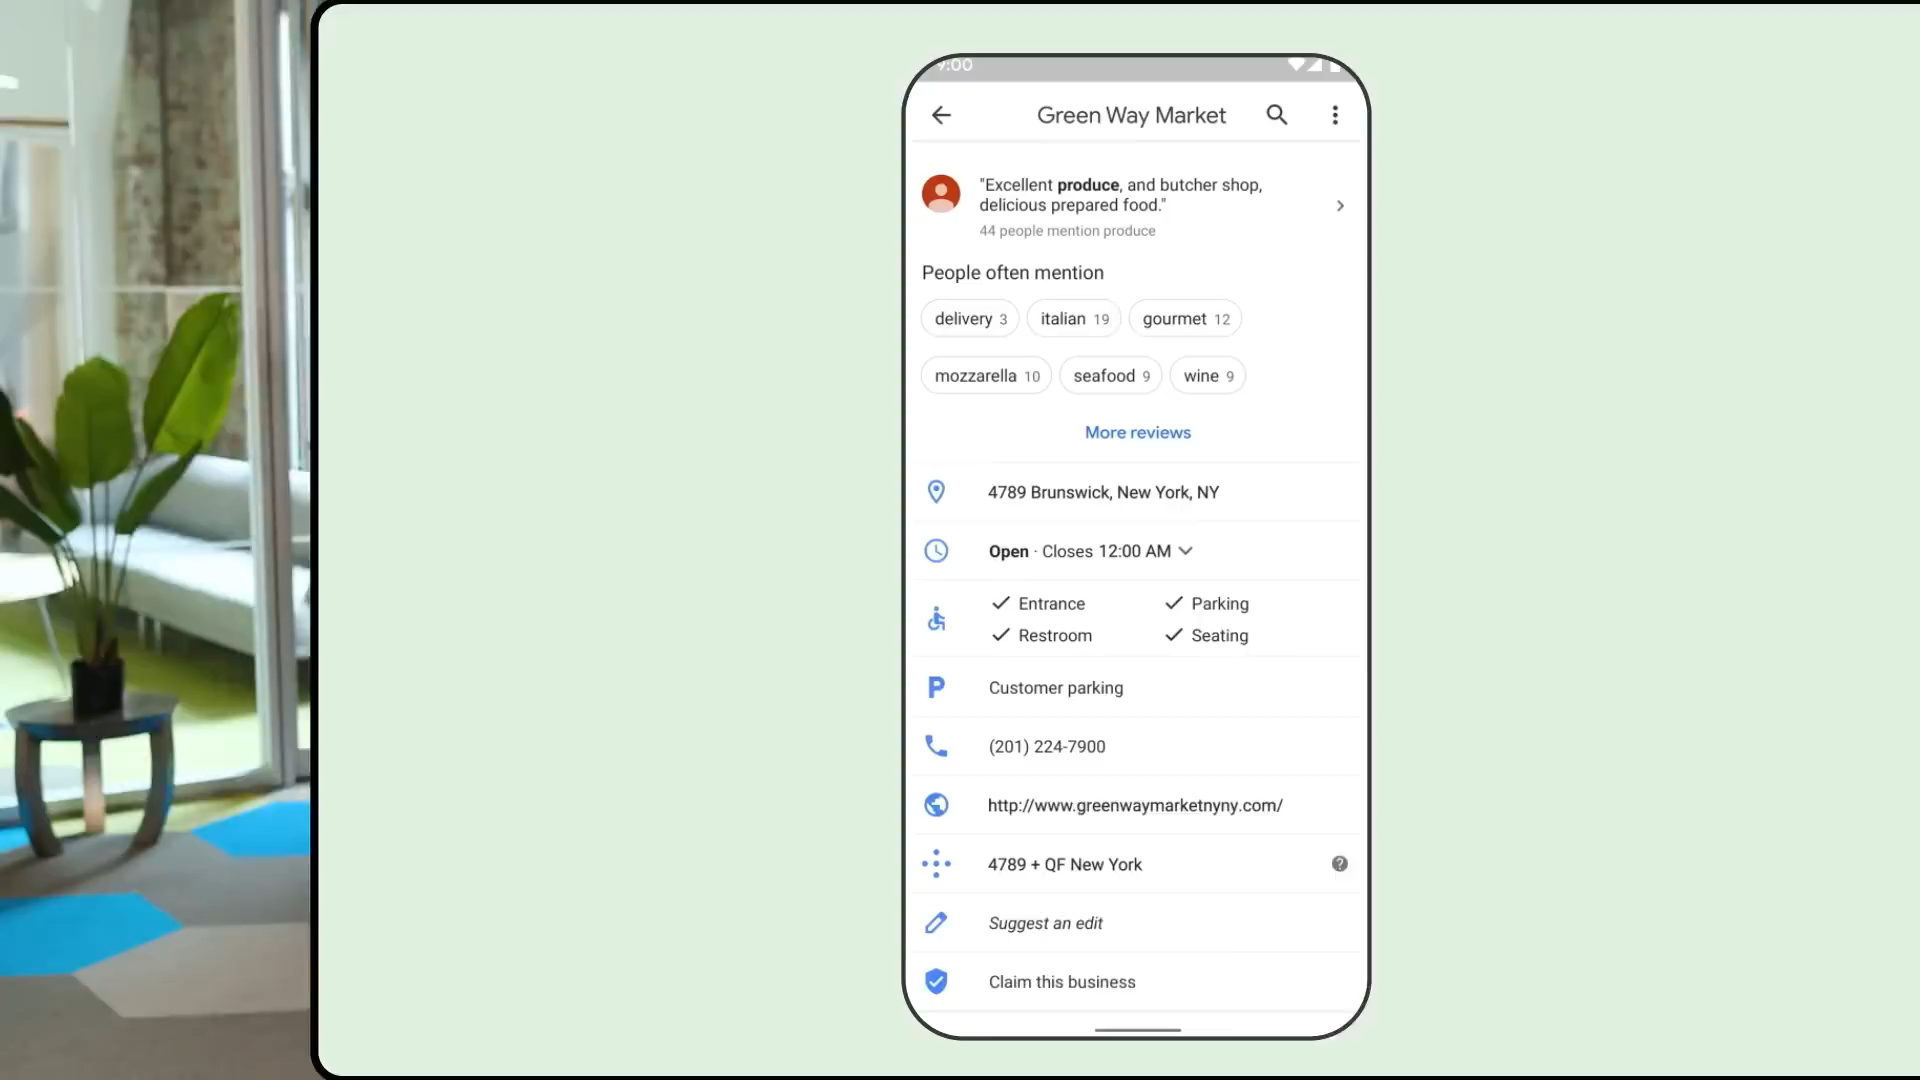 9:00
Green Way Market
"Excellent produce, and butcher shop,
delicious prepared food."
44 people mention produce
People often mention
delivery 3
italian 19
gourmet 12
mozzarella 10
seafood 9
wine 9
More reviews
4789 Brunswick, New York, NY
Open · Closes 12:00 AM
Entrance
Parking
Restroom
Seating
P
Customer parking
(201) 224-7900
http://www.greenwaymarketnyny.com/
4789 + QF New York
?
Suggest an edit
Claim this business